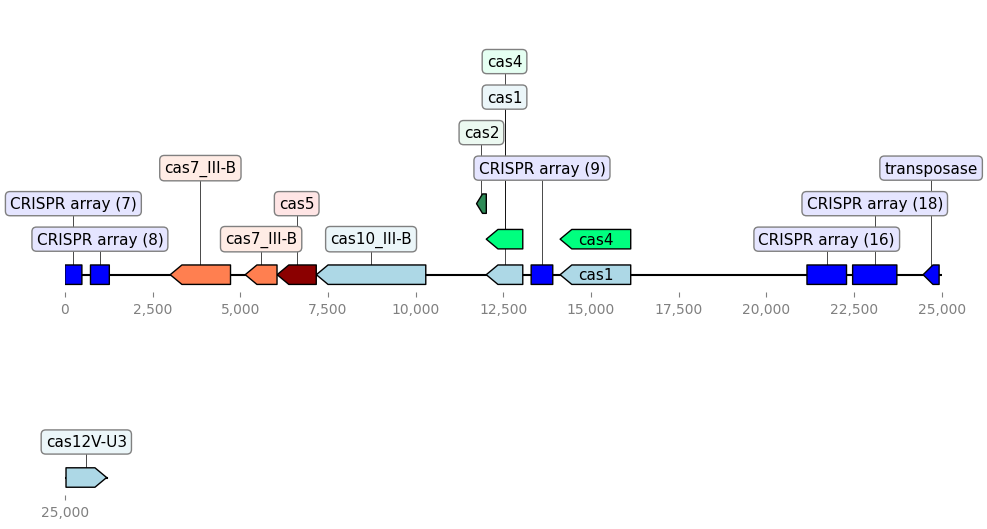 cas4
cas1
cas2
cas7_III-B
CRISPR array (9)
transposase
CRISPR array (7)
cas5
CRISPR array (18)
CRISPR array (8)
cas7_III-B
cas10_III-B
cas4
CRISPR array (16)
cas1
0
2,500
5,000
7,500
10,000
12,500
15,000
17,500
20,000
22,500
25,000
cas12V-U3
25,000